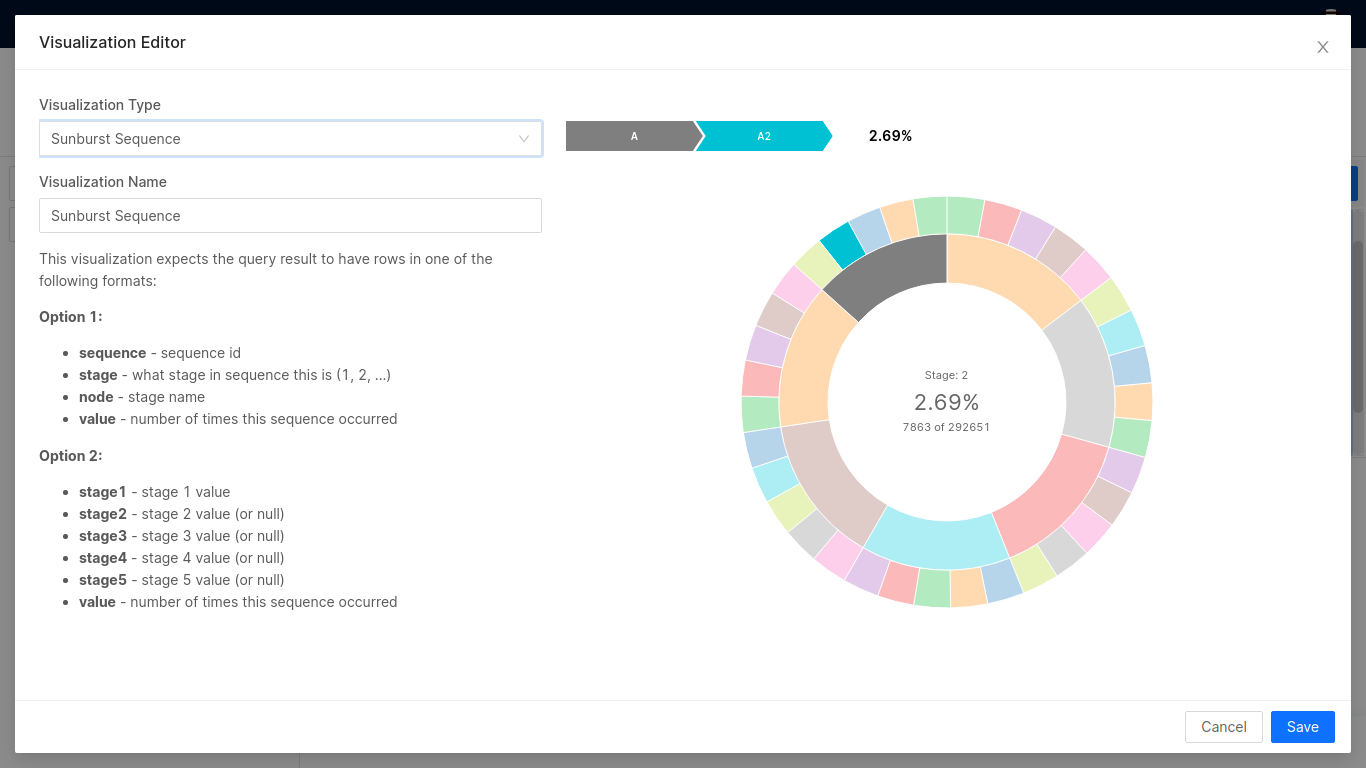 Visualization Editor
Visualization Type
Sunburst Sequence
A
A2
2.69%
Visualization Name
Sunburst Sequence
This visualization expects the query result to have rows in one of the
following formats:
Option 1:
• sequence - sequence id
• stage - what stage in sequence this is (1, 2, ...)
• node - stage name
• value - number of times this sequence occurred
Option 2:
• stage1 - stage 1 value
• stage2 - stage 2 value (or null)
• stage3 - stage 3 value (or null)
• stage4 - stage 4 value (or null)
• stage5 - stage 5 value (or null)
• value - number of times this sequence occurred
Stage: 2
2.69%
7863 of 292651
Cancel
Save